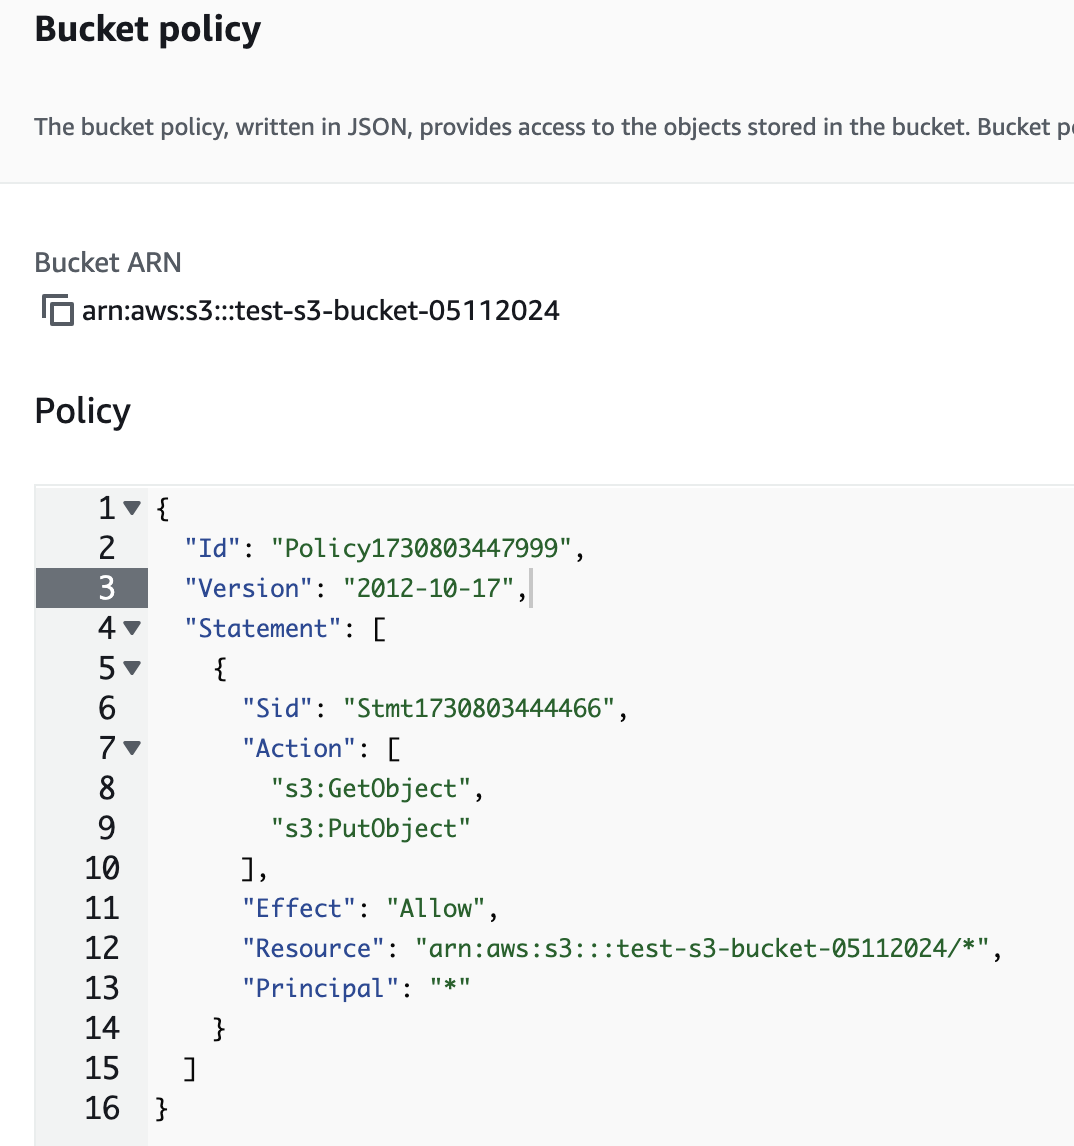 Bucket policy
The bucket policy, written in JSON, provides access to the objects stored in the bucket. Bucket
Bucket ARN
arn:aws:s3:::test-s3-bucket-05112024
Policy
1 {
2 "Id": "Policy1730803447999",
3 "Version": "2012-10-17",
4 "Statement": [
5 {
6 "Sid": "Stmt1730803444466",
7 "Action": [
8 "s3:GetObject",
9 "s3:PutObject"
10 ],
11 "Effect": "Allow",
12 "Resource": "arn:aws:s3:::test-s3-bucket-05112024/*",
13 "Principal": "*"
14 }
15 ]
16 }